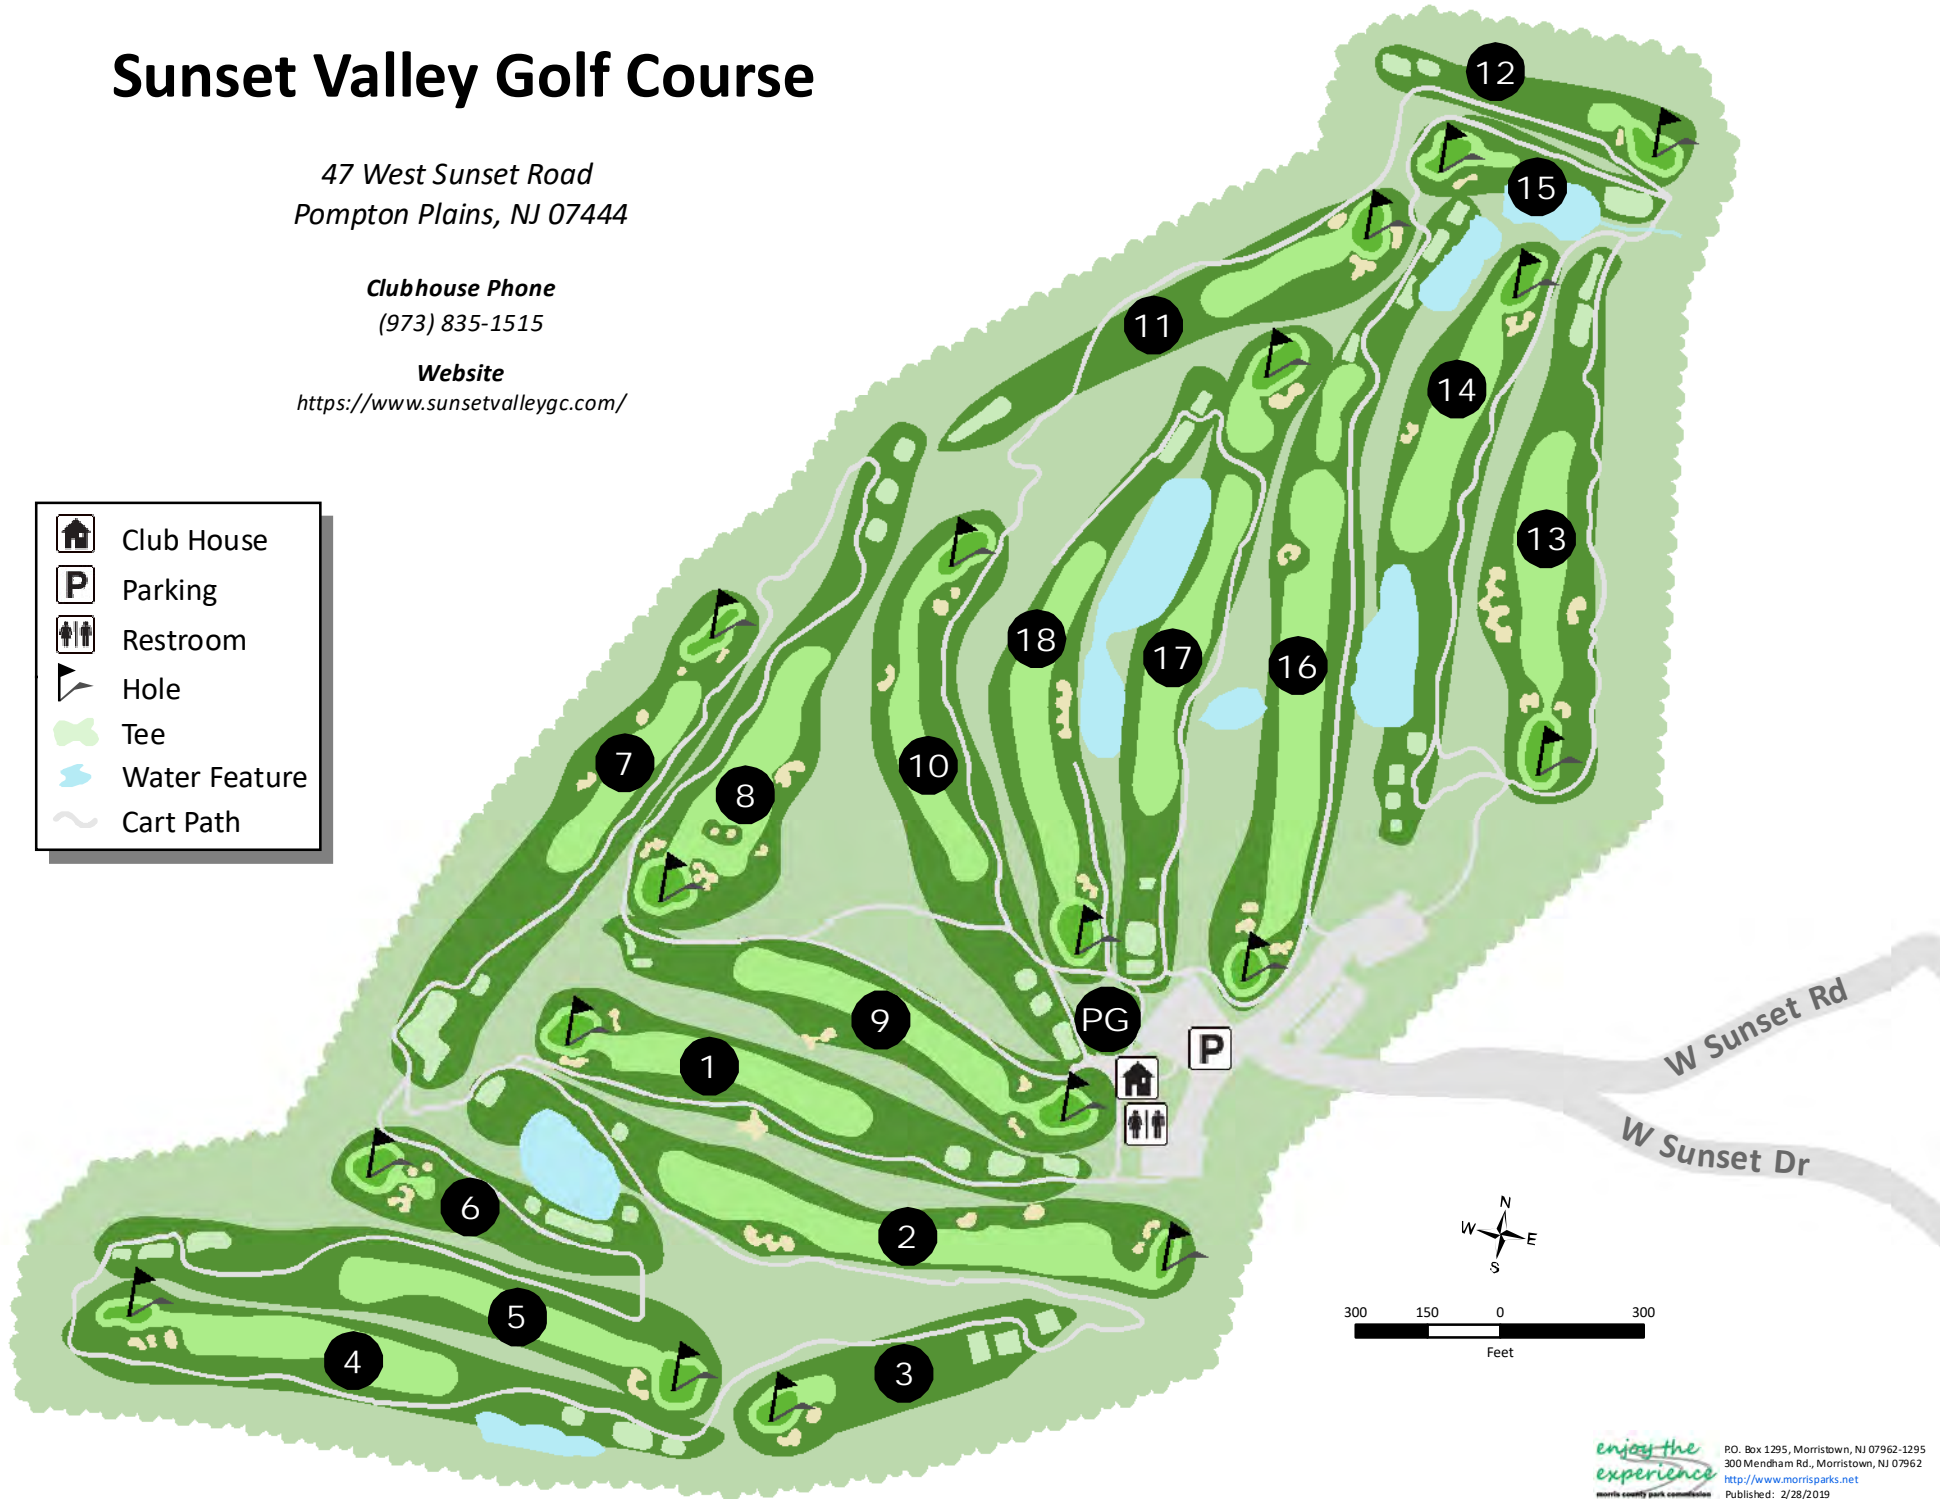 Sunset Valley Golf Course
47 West Sunset Road
Pompton Plains, NJ 07444
Clubhouse Phone
(973) 835-1515
Website
https://www.sunsetvalleygc.com/
Club House
P
Parking
Restroom
Hole
Tee
Water Feature
Cart Path
12
15
11
14
13
18
17
16
10
7
8
9
PG
P
1
6
2
5
4
3
W Sunset Rd
W Sunset Dr
N
W
E
S
300 150 0 300
Feet
enjoy the
experience
morris county park commission
P.O. Box 1295, Morristown, NJ 07962-1295
300 Mendham Rd., Morristown, NJ 07962
http://www.morrisparks.net
Published: 2/28/2019